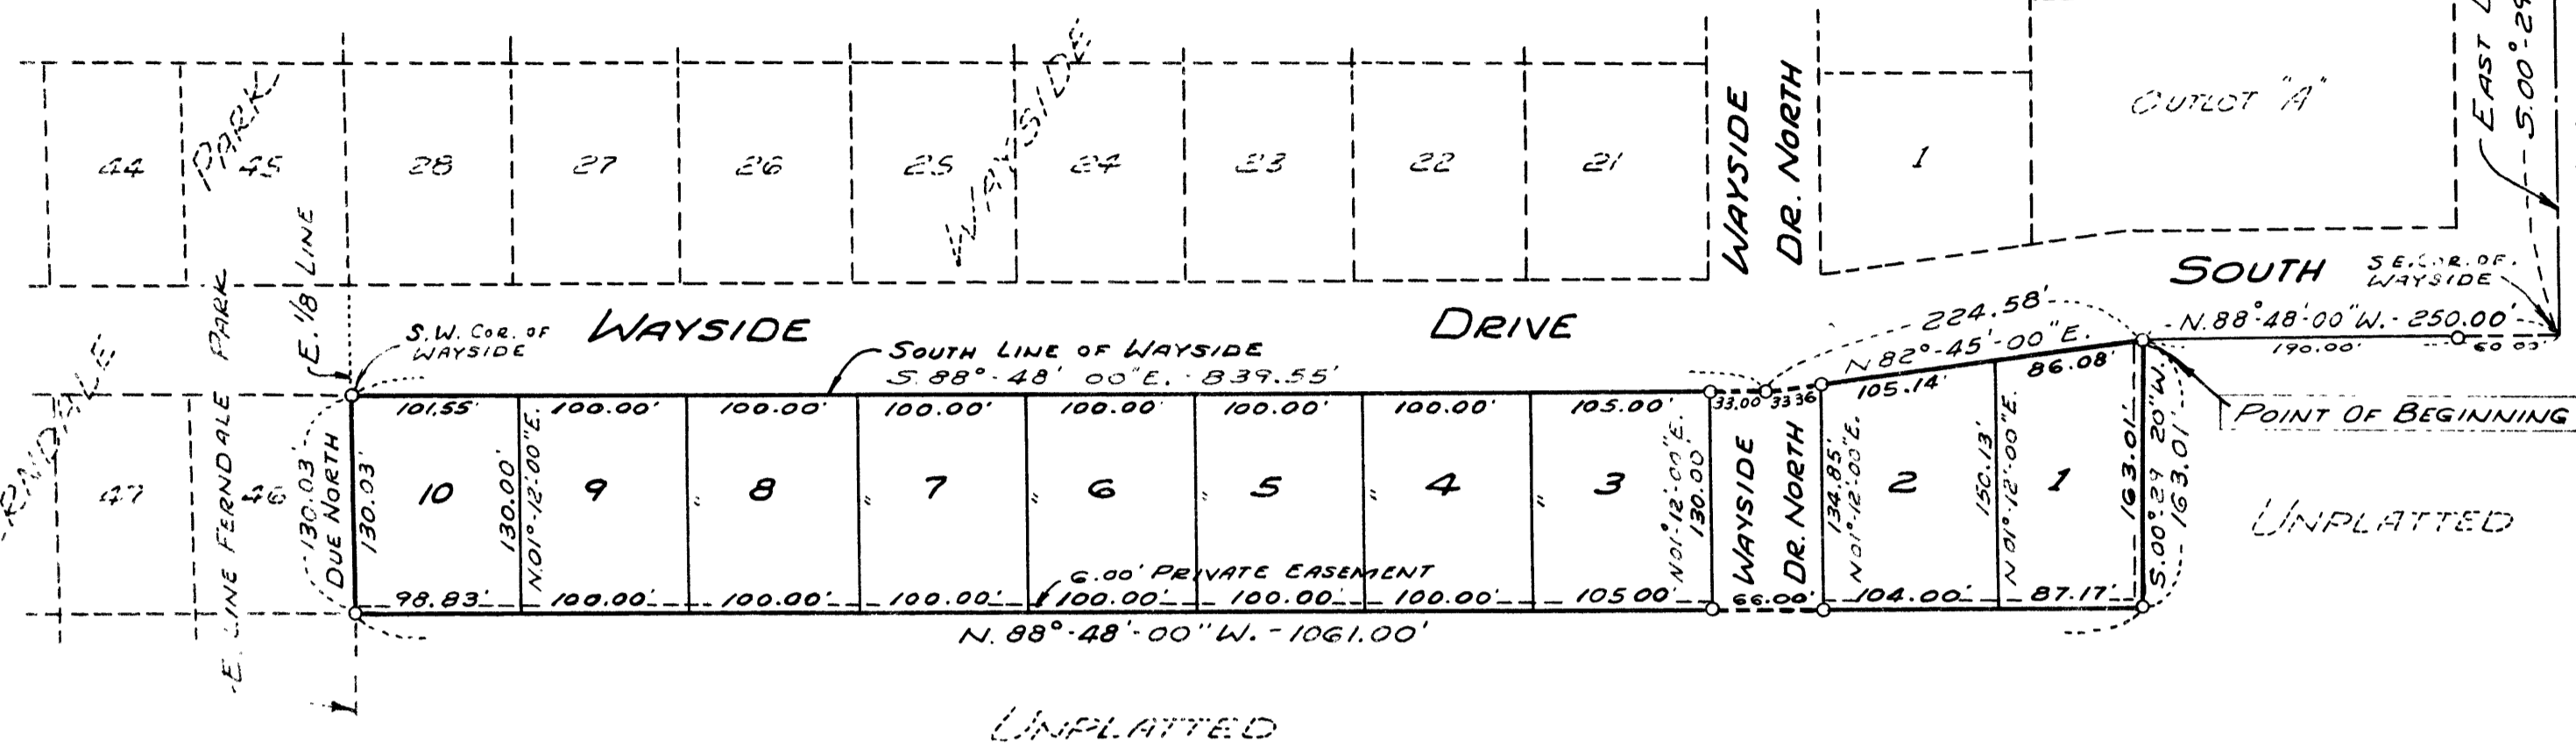 EAST L
S.00°-29
OUTLOT "A"
PARK
WAYSIDE
DR. NORTH
44
45
28
27
26
25
24
23
22
21
1
E. 1/8 LINE
SOUTH
S.E. COR. OF
WAYSIDE
S.W. COR. OF
WAYSIDE
WAYSIDE
DRIVE
224.58'
N.88°-48'-00"W.- 250.00'
N 82°-45'-00"E.
190.00'
60.00'
SOUTH LINE OF WAYSIDE
S.88°-48' 00"E. - 839.55'
86.08'
105.14'
101.55'
100.00'
100.00'
100.00'
100.00'
100.00'
100.00'
105.00'
33.00'
33.36
POINT OF BEGINNING
E. LINE FERNDALE PARK
130.03'
DUE NORTH
130.03'
130.00'
N.01°-12'-00"E.
"
"
"
"
"
"
N01°-12'-00"E.
130.00'
WAYSIDE
DR. NORTH
134.85'
N01°-12'-00"E.
150.13'
N01°-12'-00"E.
163.01'
S.00°-29 20"W.
163.01'
47
46
10
9
8
7
6
5
4
3
2
1
UNPLATTED
6.00' PRIVATE EASEMENT
98.83'
100.00'
100.00'
100.00'
100.00'
100.00'
100.00'
105.00'
66.00'
104.00'
87.17'
N. 88°-48'-00"W. - 1061.00'
UNPLATTED